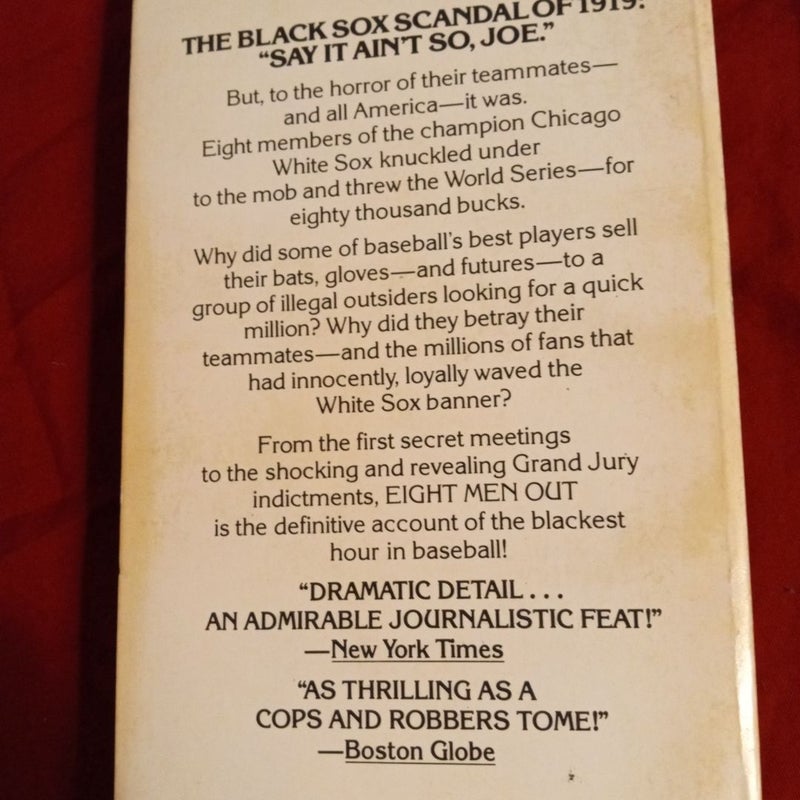 THE BLACK SOX SCANDAL OF 1919:
“SAY IT AIN'T SO, JOE.”
But, to the horror of their teammates—
and all America—it was.
Eight members of the champion Chicago
White Sox knuckled under
to the mob and threw the World Series—for
eighty thousand bucks.
Why did some of baseball's best players sell
their bats, gloves—and futures—to a
group of illegal outsiders looking for a quick
million? Why did they betray their
teammates—and the millions of fans that
had innocently, loyally waved the
White Sox banner?
From the first secret meetings
to the shocking and revealing Grand Jury
indictments, EIGHT MEN OUT
is the definitive account of the blackest
hour in baseball!
“DRAMATIC DETAIL . . .
AN ADMIRABLE JOURNALISTIC FEAT!”
—New York Times
“AS THRILLING AS A
COPS AND ROBBERS TOME!”
—Boston Globe